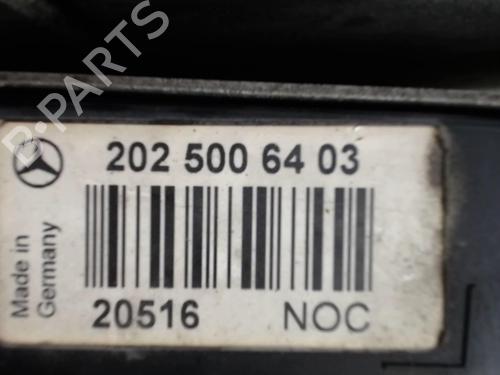 B-PARTS
202 500 64 03
Made in
Germany
20516 NOC